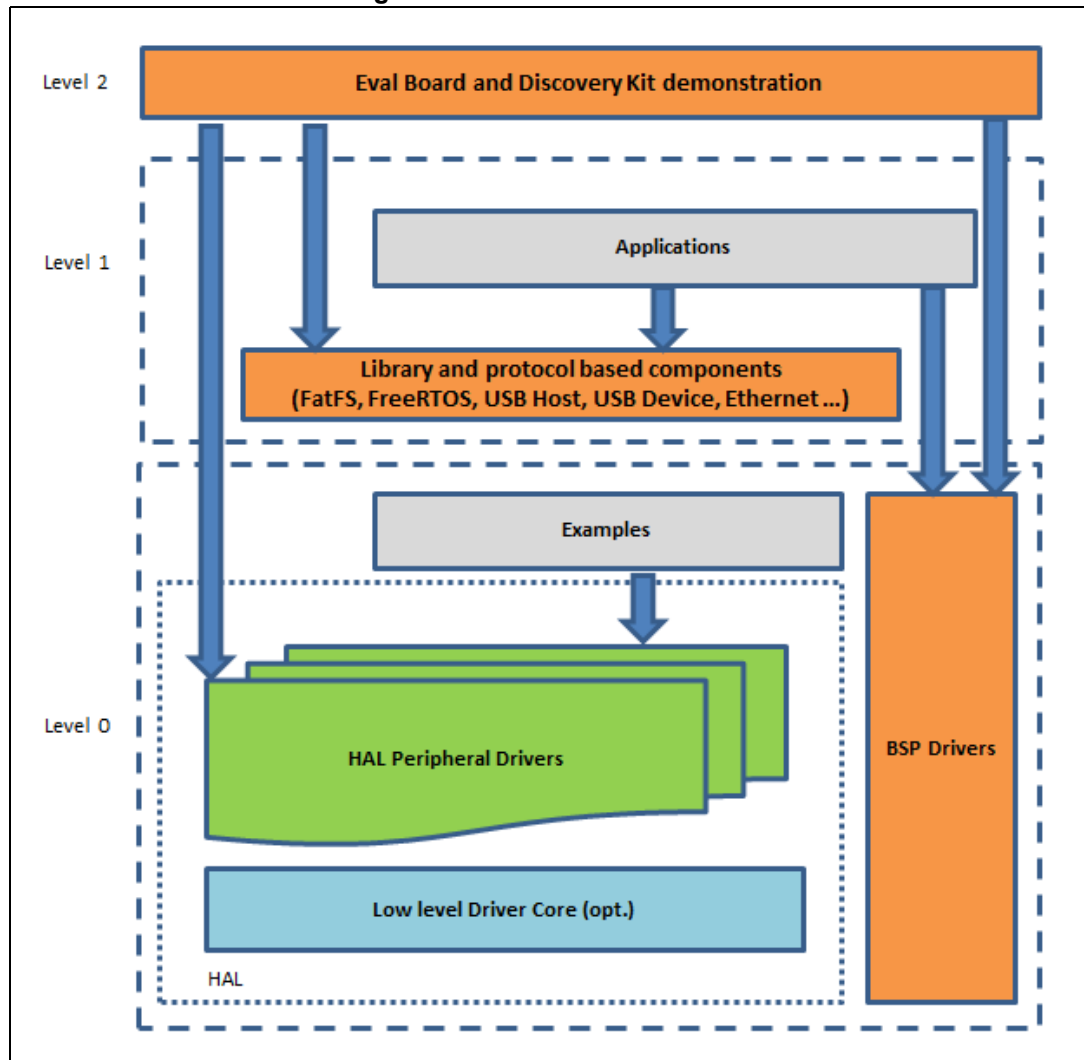 Level 2
Eval Board and Discovery Kit demonstration
Level 1
Applications
Library and protocol based components
(FatFS, FreeRTOS, USB Host, USB Device, Ethernet ...)
Examples
Level 0
HAL Peripheral Drivers
BSP Drivers
Low level Driver Core (opt.)
HAL